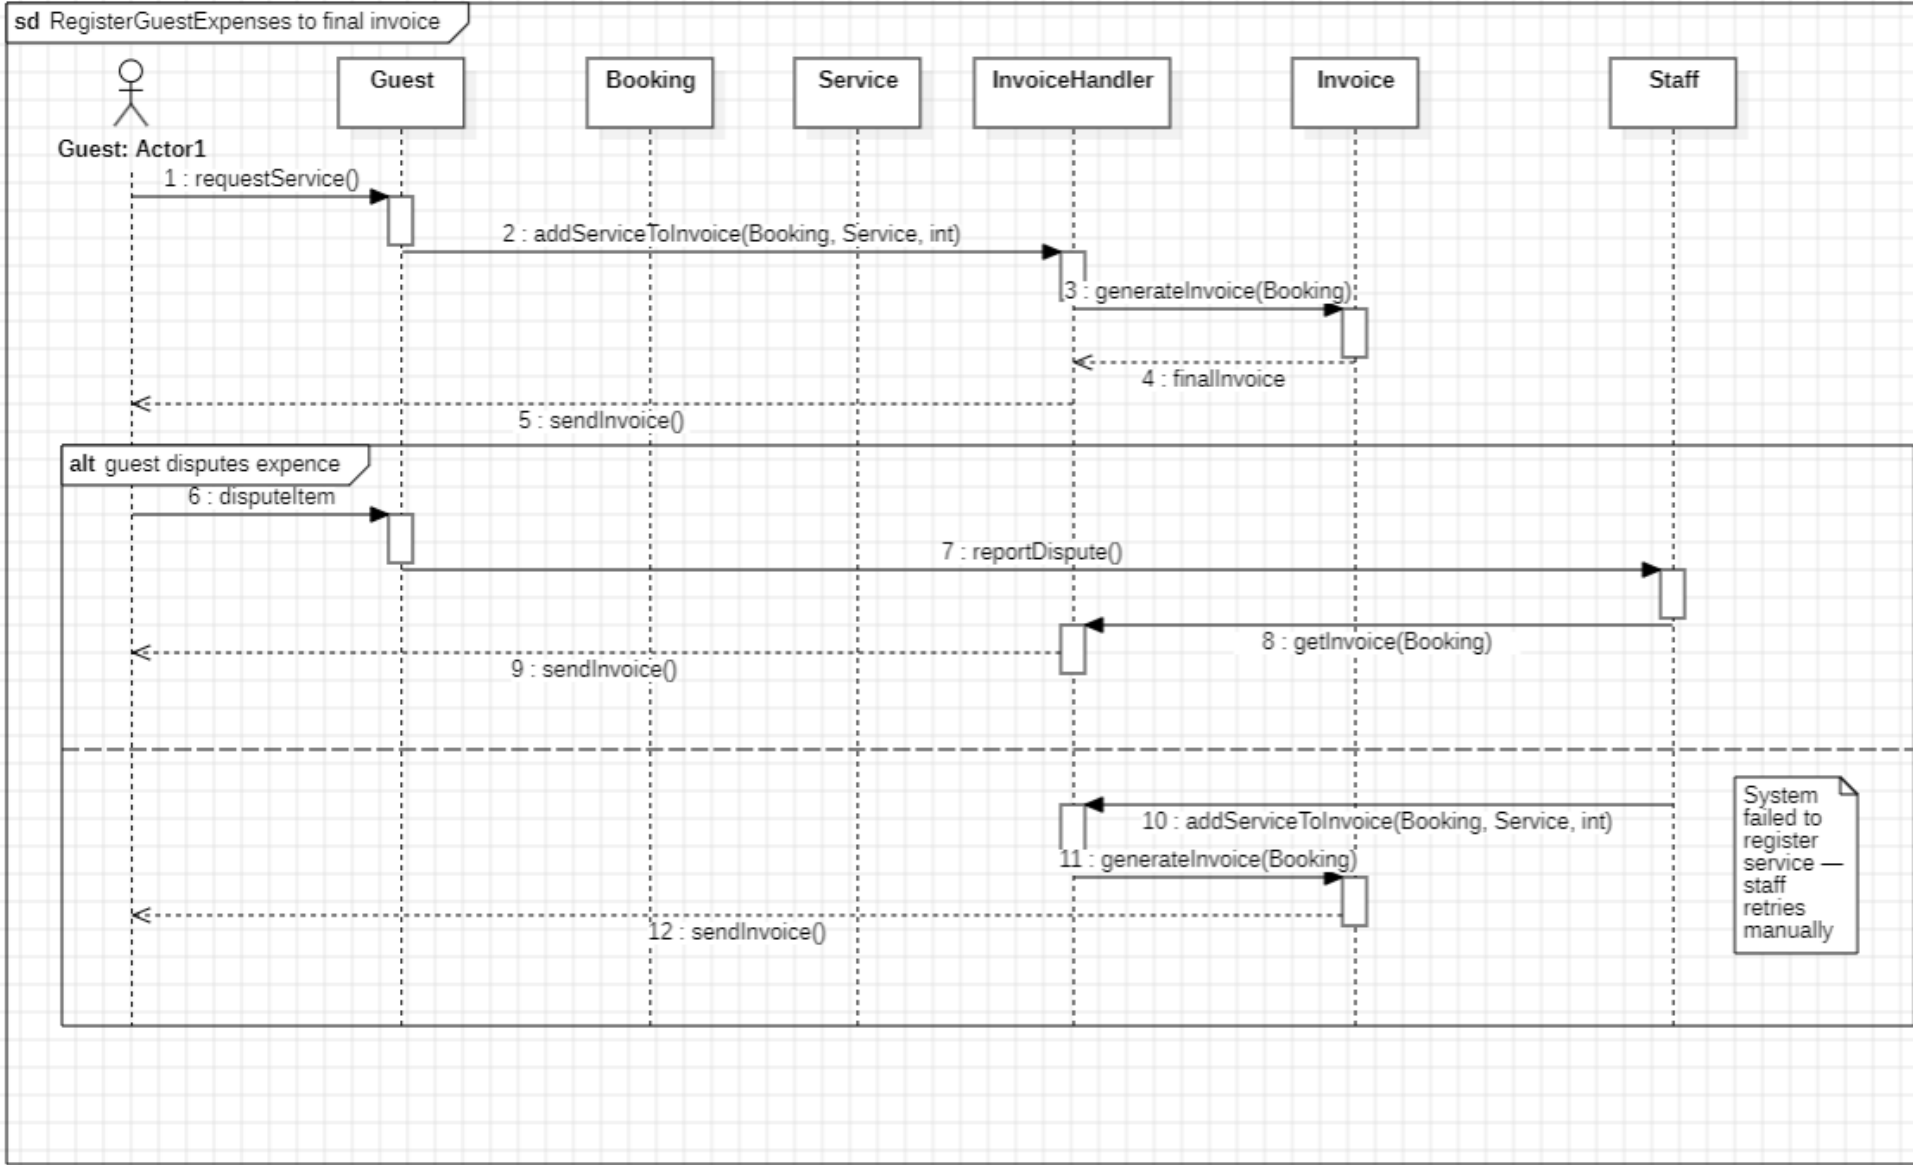 sd RegisterGuestExpenses to final invoice
Guest
Booking
Service
InvoiceHandler
Invoice
Staff
Guest: Actor1
1 : requestService()
2 : addServiceToInvoice(Booking, Service, int)
3 : generateInvoice(Booking)
4 : finalInvoice
5 : sendInvoice()
alt guest disputes expence
6 : disputeItem
7 : reportDispute()
8 : getInvoice(Booking)
9 : sendInvoice()
10 : addServiceToInvoice(Booking, Service, int)
11 : generateInvoice(Booking)
12 : sendInvoice()
System
failed to
register
service —
staff
retries
manually